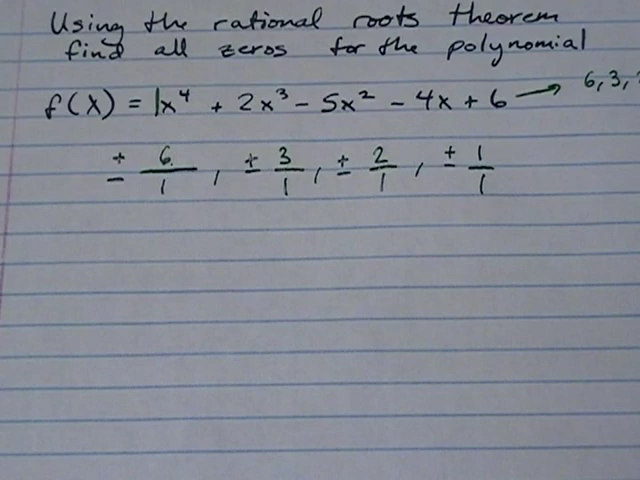 Using the rational roots theorem
find all zeros for the polynomial
f(x) = 1x⁴ + 2x³ - 5x² - 4x + 6 → 6, 3,
± 6/1, ± 3/1, ± 2/1, ± 1/1